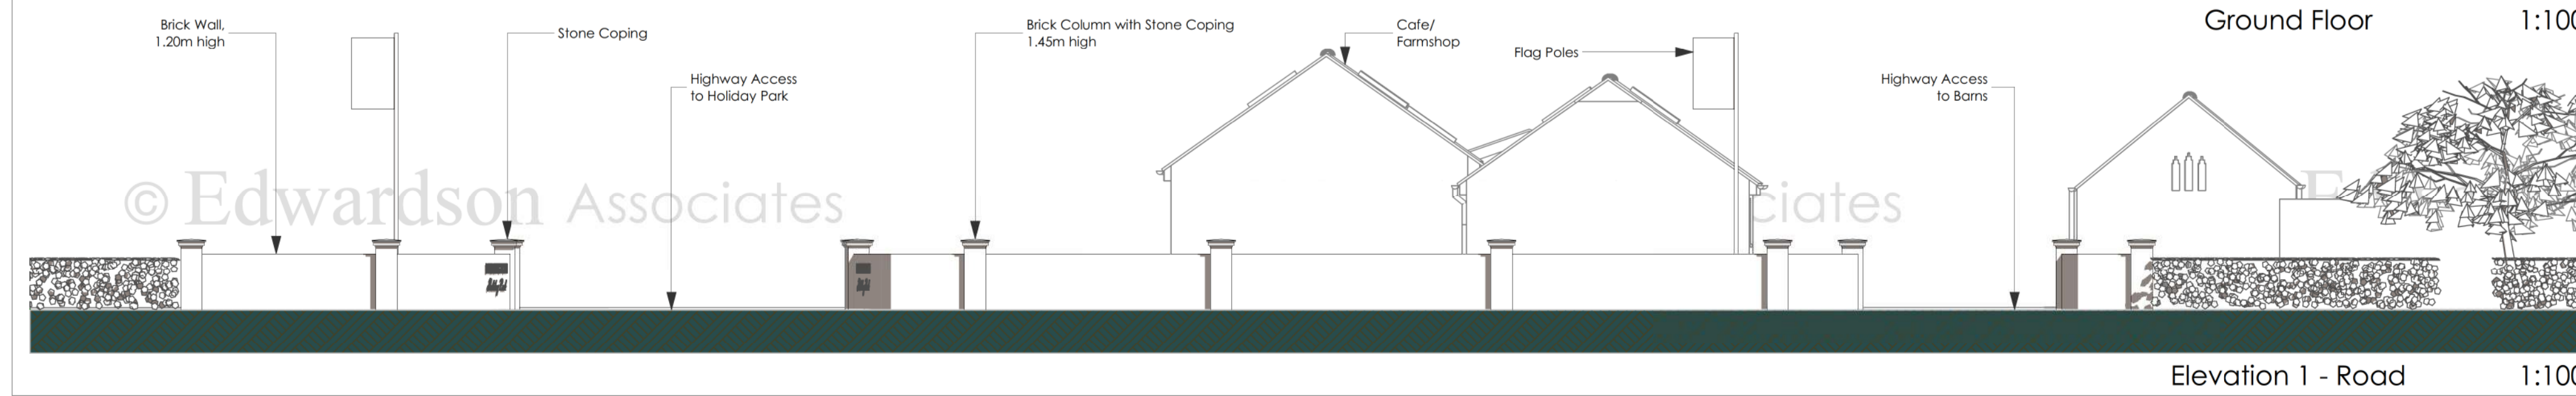 Brick Wall,
1.20m high
Stone Coping
Highway Access
to Holiday Park
Brick Column with Stone Coping
1.45m high
Cafe/
Farmshop
Flag Poles
Highway Access
to Barns
Ground Floor 1:100
© Edwardson Associates
ciates
E
Elevation 1 - Road 1:100